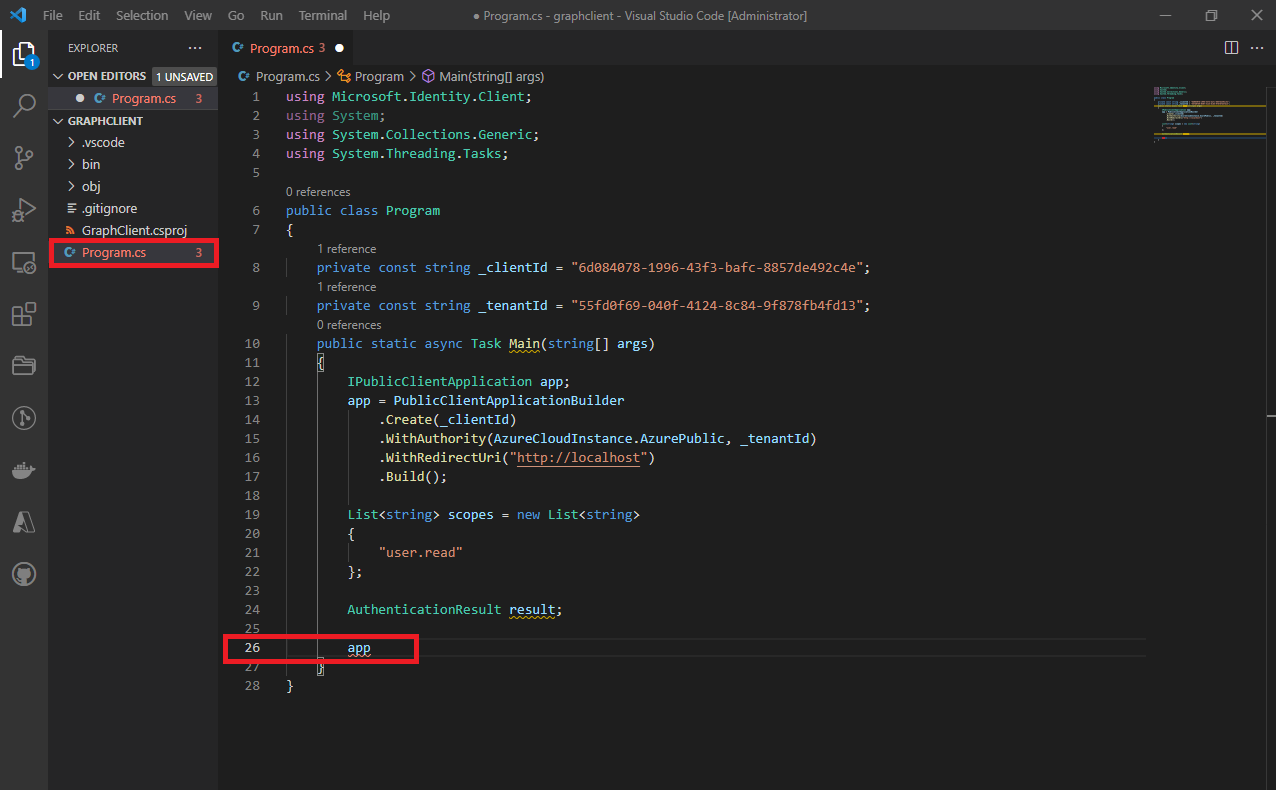 File Edit Selection View Go Run Terminal Help ● Program.cs - graphclient - Visual Studio Code [Administrator]
EXPLORER ···
C# Program.cs 3 ●
OPEN EDITORS 1 UNSAVED
● C# Program.cs 3
GRAPHCLIENT
.vscode
bin
obj
.gitignore
GraphClient.csproj
C# Program.cs 3
1
C# Program.cs > Program > Main(string[] args)
1 using Microsoft.Identity.Client;
2 using System;
3 using System.Collections.Generic;
4 using System.Threading.Tasks;
5
0 references
6 public class Program
7 {
1 reference
8 private const string _clientId = "6d084078-1996-43f3-bafc-8857de492c4e";
1 reference
9 private const string _tenantId = "55fd0f69-040f-4124-8c84-9f878fb4fd13";
0 references
10 public static async Task Main(string[] args)
11 {
12 IPublicClientApplication app;
13 app = PublicClientApplicationBuilder
14 .Create(_clientId)
15 .WithAuthority(AzureCloudInstance.AzurePublic, _tenantId)
16 .WithRedirectUri("http://localhost")
17 .Build();
18
19 List<string> scopes = new List<string>
20 {
21 "user.read"
22 };
23
24 AuthenticationResult result;
25
26 app
27 }
28 }